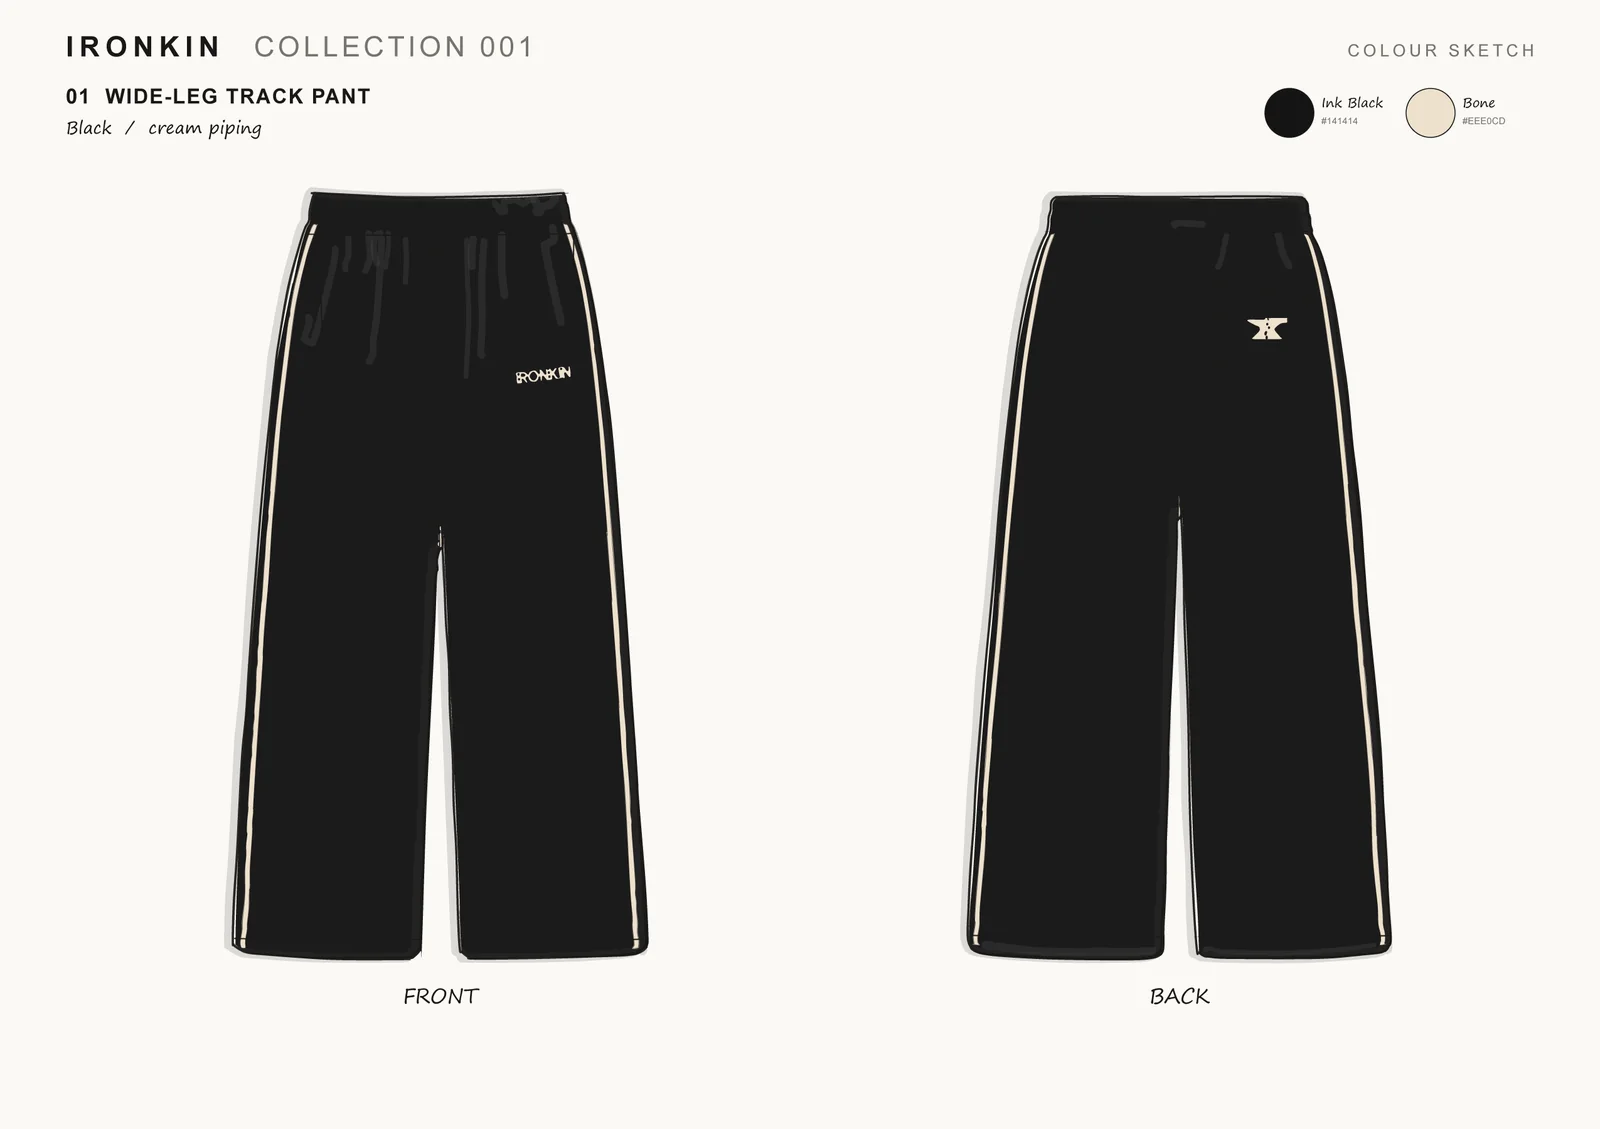 IRONKIN COLLECTION 001
COLOUR SKETCH
01 WIDE-LEG TRACK PANT
Black / cream piping
Ink Black
#141414
Bone
#EEE0CD
IRONKIN
FRONT
BACK